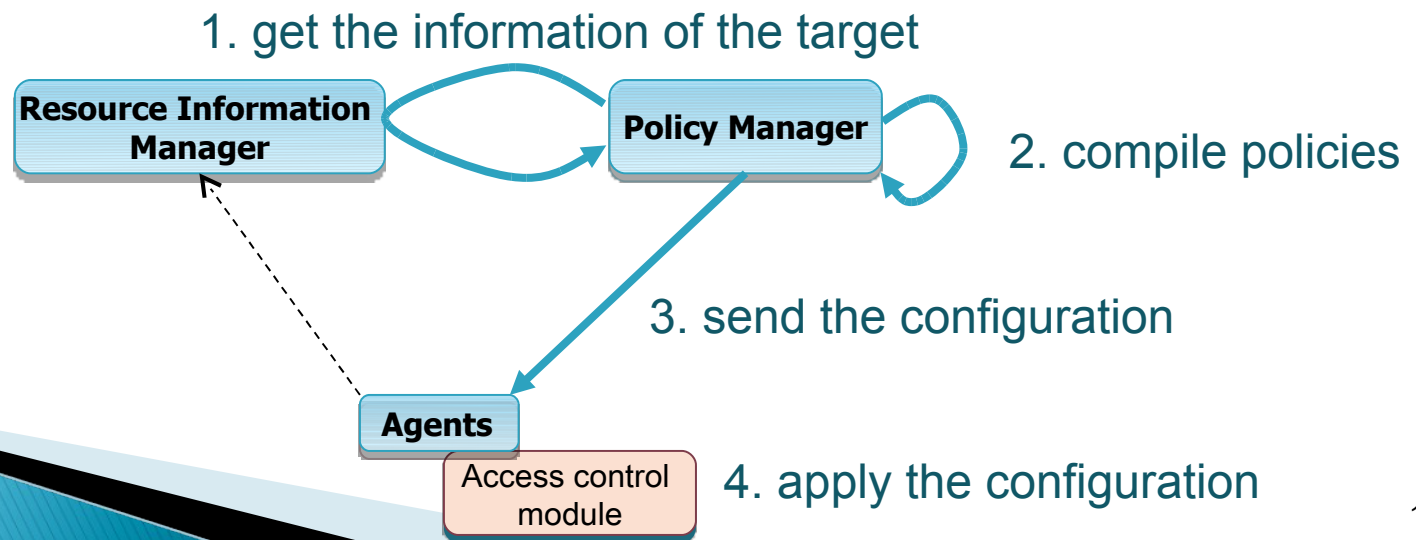 1. get the information of the target
Resource Information
Manager
Policy Manager
2. compile policies
3. send the configuration
Agents
Access control
module
4. apply the configuration